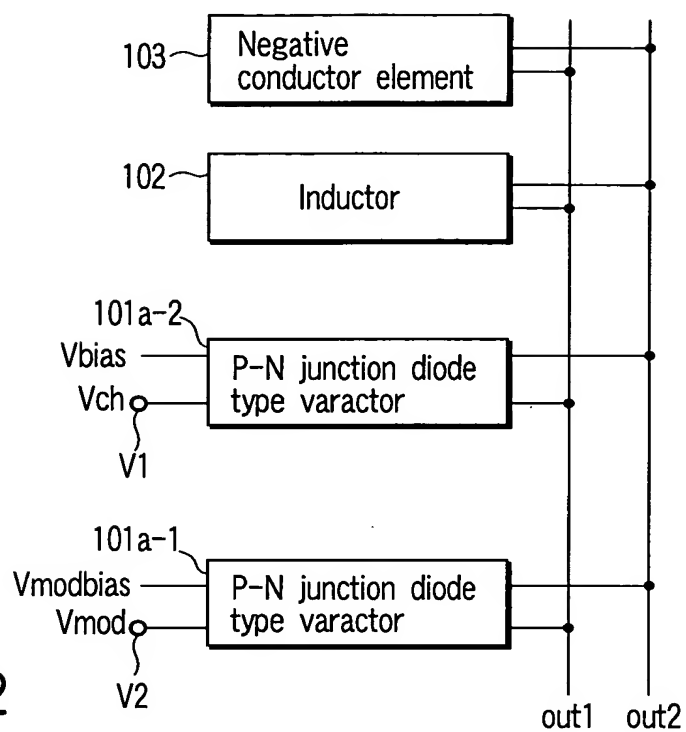 103
Negative
conductor element
102
Inductor
101a-2
Vbias
P-N junction diode
type varactor
Vch
V1
101a-1
Vmodbias
P-N junction diode
type varactor
Vmod
V2
2
out1
out2